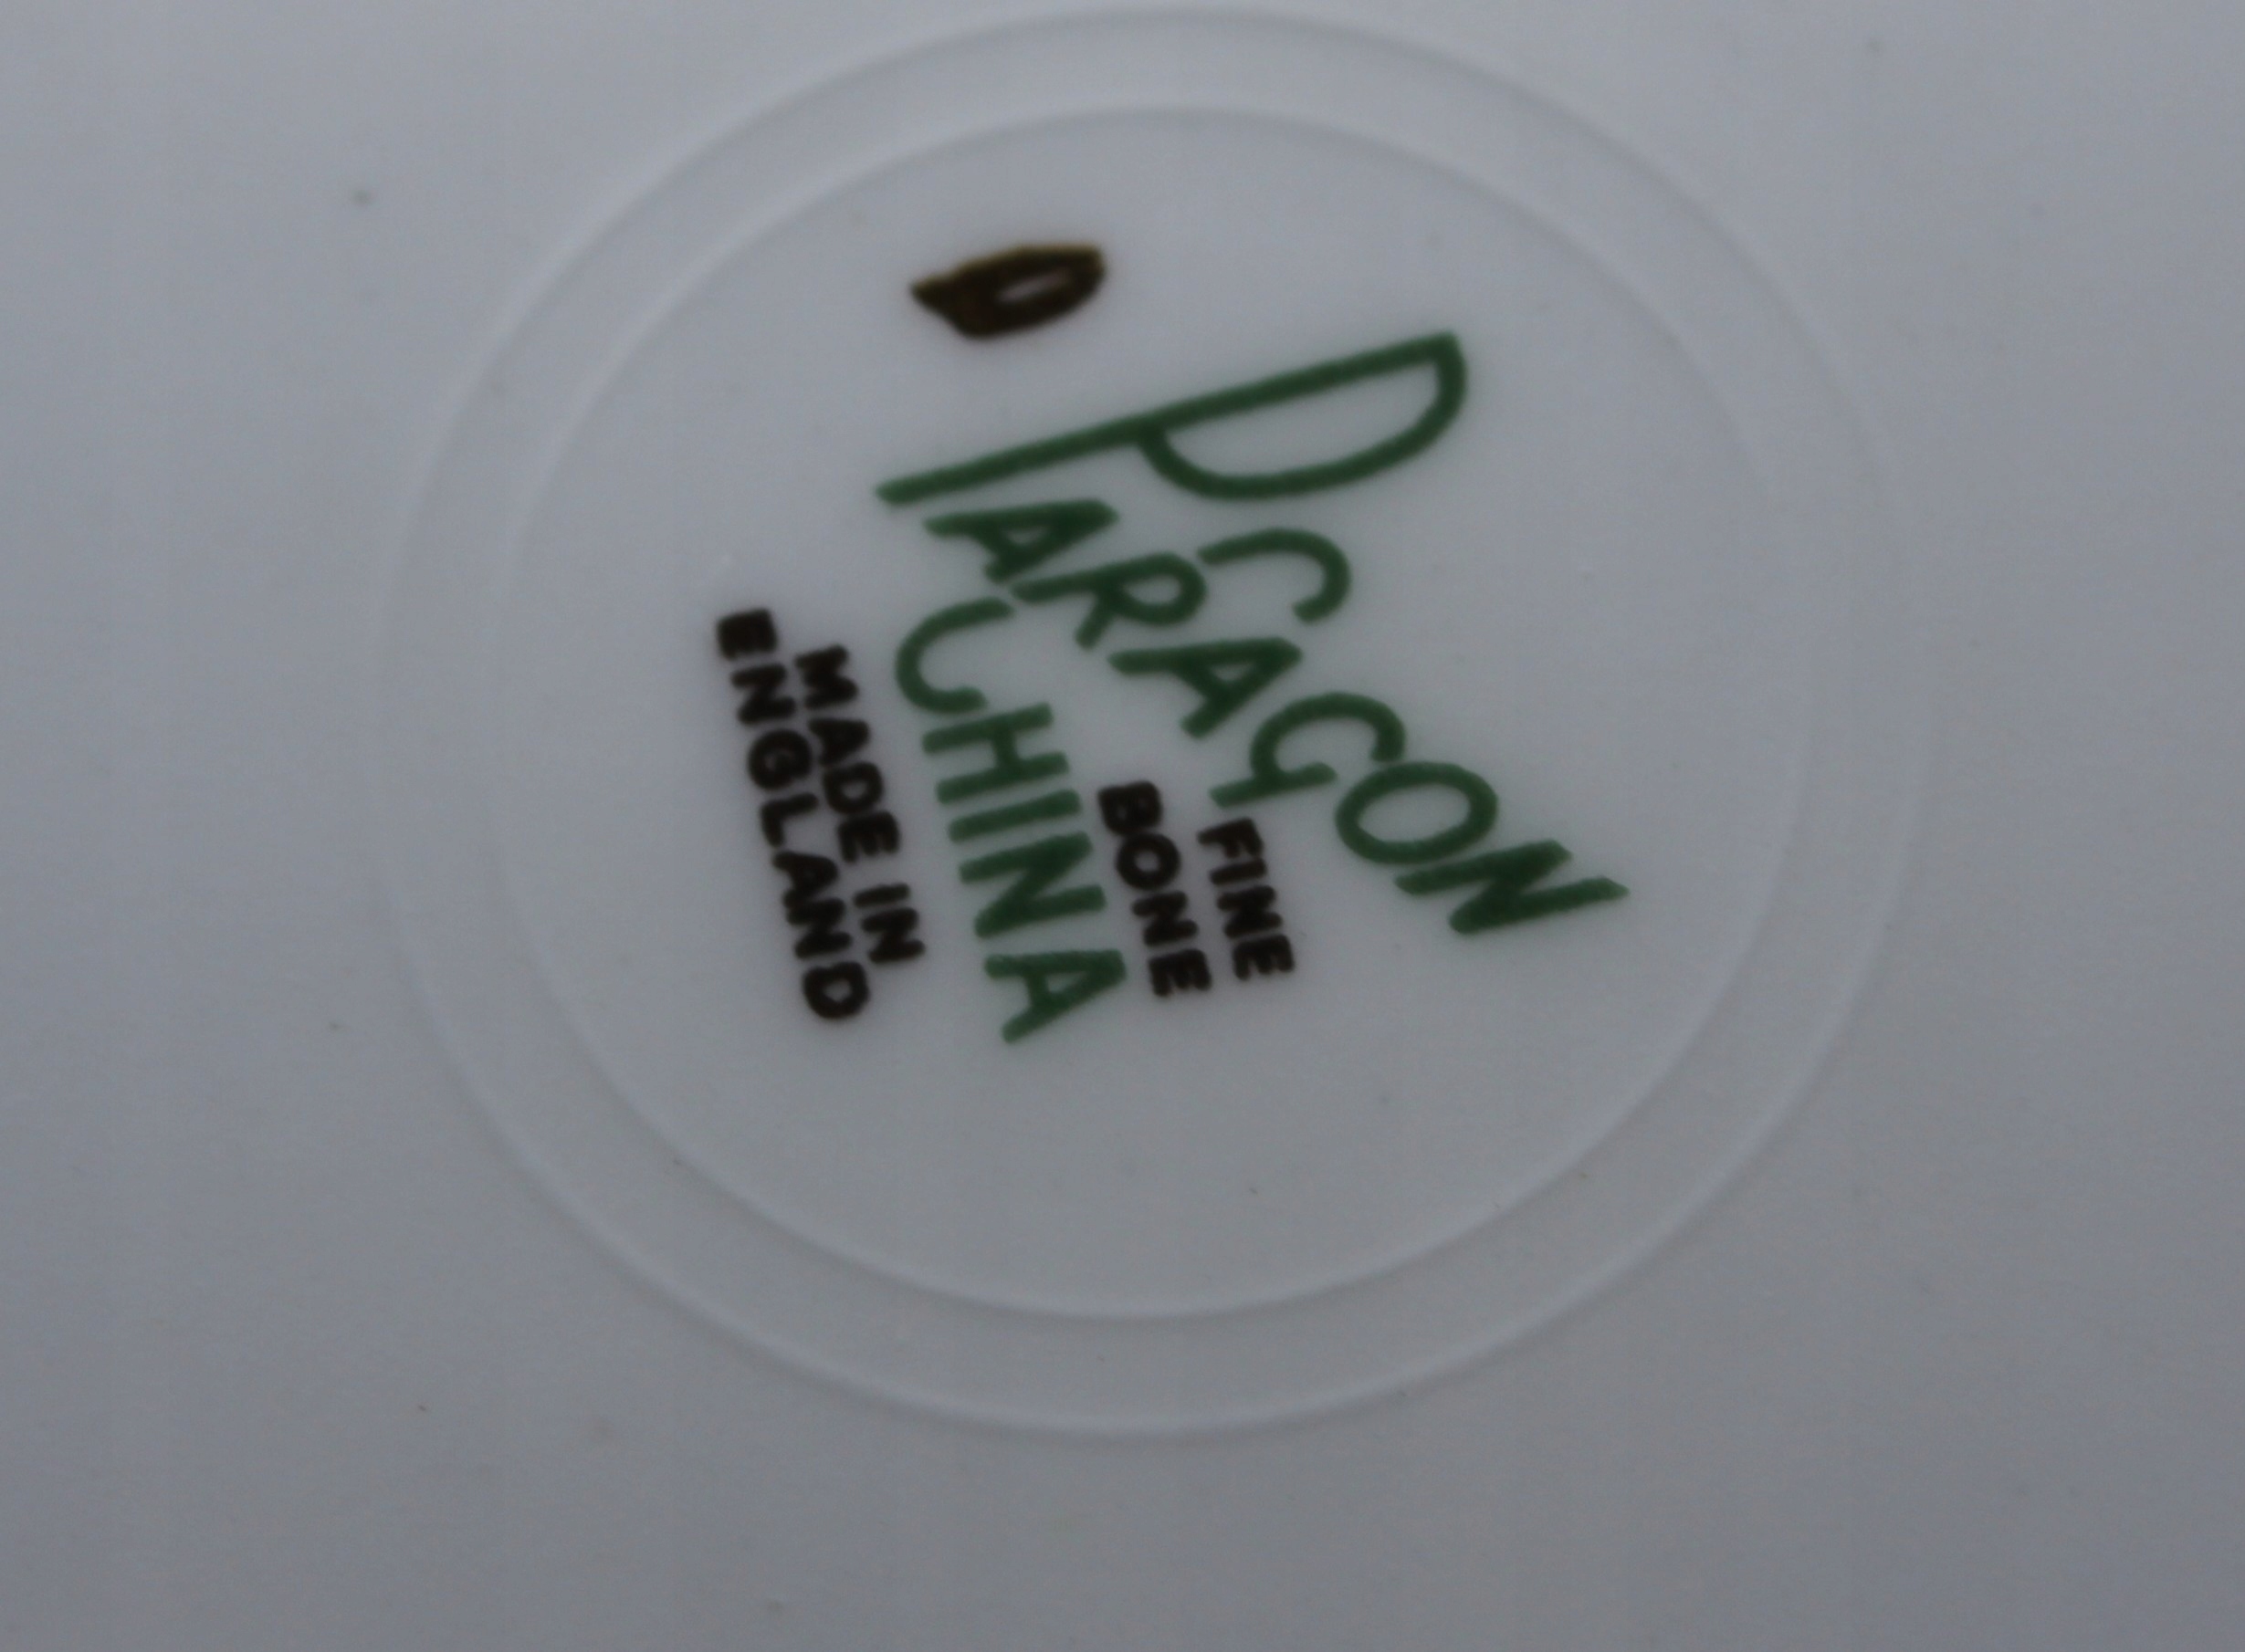 PARAGON
FINE
BONE
CHINA
MADE IN
ENGLAND